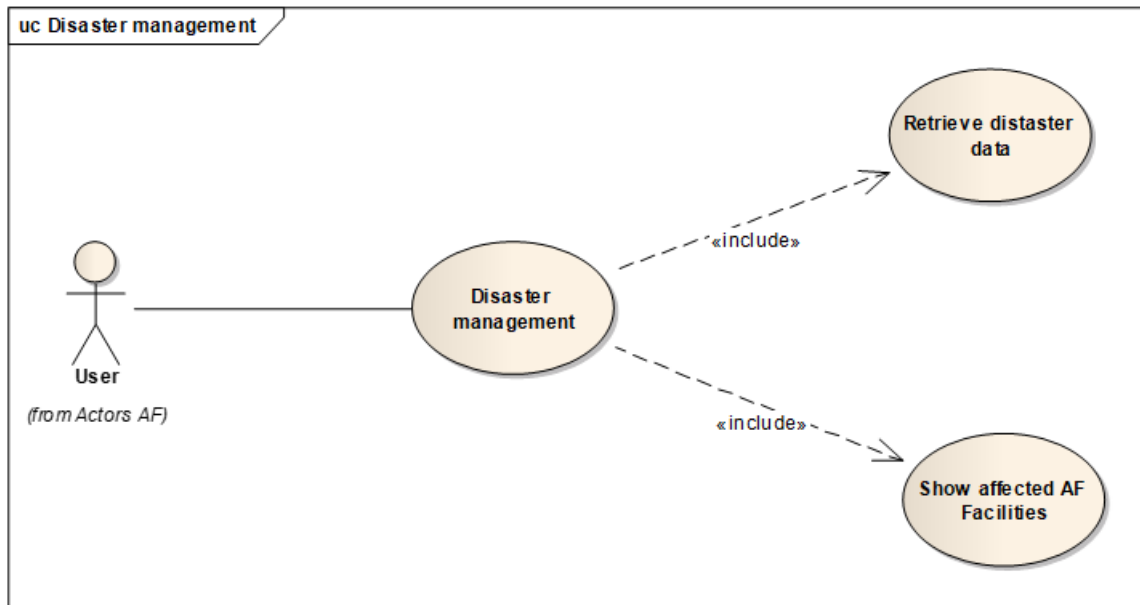 uc Disaster management
Retrieve distaster
data
«include»
Disaster
management
User
(from Actors AF)
«include»
Show affected AF
Facilities